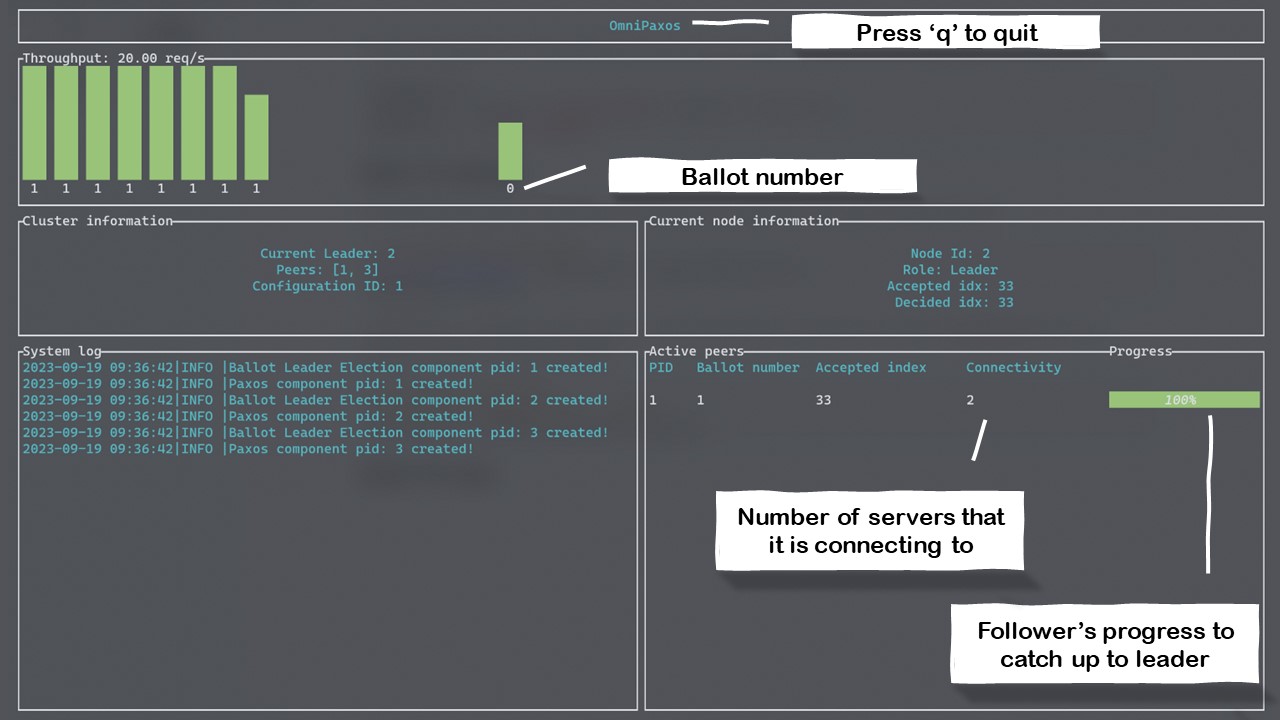 OmniPaxos
Press ‘q’ to quit
Throughput: 20.00 req/s
1 1 1 1 1 1 1 1 0
Ballot number
Cluster information
Current Leader: 2
Peers: [1, 3]
Configuration ID: 1
Current node information
Node Id: 2
Role: Leader
Accepted idx: 33
Decided idx: 33
System log
2023-09-19 09:36:42|INFO |Ballot Leader Election component pid: 1 created!
2023-09-19 09:36:42|INFO |Paxos component pid: 1 created!
2023-09-19 09:36:42|INFO |Ballot Leader Election component pid: 2 created!
2023-09-19 09:36:42|INFO |Paxos component pid: 2 created!
2023-09-19 09:36:42|INFO |Ballot Leader Election component pid: 3 created!
2023-09-19 09:36:42|INFO |Paxos component pid: 3 created!
Active peers Progress
PID Ballot number Accepted index Connectivity
1 1 33 2 100%
Number of servers that
it is connecting to
Follower’s progress to
catch up to leader